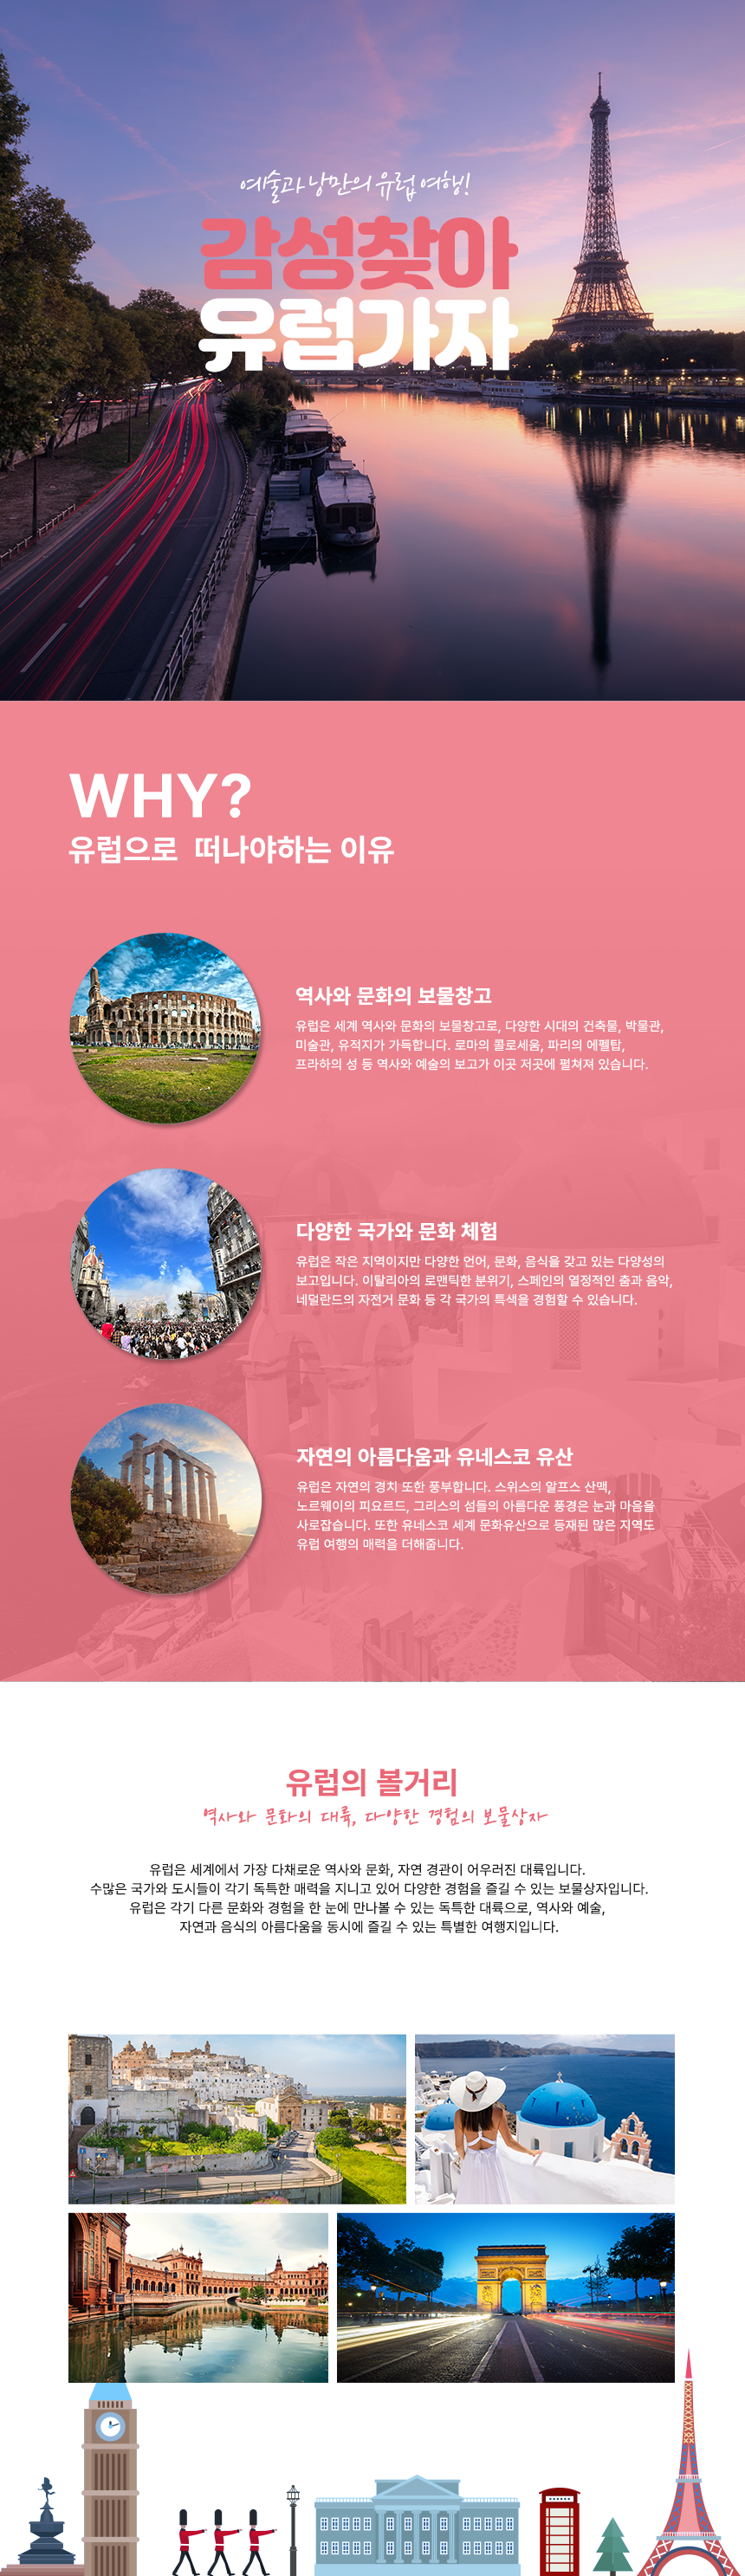 예술과 낭만의 유럽 여행!
감성찾아
유럽가자
WHY?
유럽으로 떠나야하는 이유
역사와 문화의 보물창고
유럽은 세계 역사와 문화의 보물창고로, 다양한 시대의 건축물, 박물관,
미술관, 유적지가 가득합니다. 로마의 콜로세움, 파리의 에펠탑,
프라하의 성 등 역사와 예술의 보고가 이곳 저곳에 펼쳐져 있습니다.
다양한 국가와 문화 체험
유럽은 작은 지역이지만 다양한 언어, 문화, 음식을 갖고 있는 다양성의
보고입니다. 이탈리아의 로맨틱한 분위기, 스페인의 열정적인 춤과 음악,
네덜란드의 자전거 문화 등 각 국가의 특색을 경험할 수 있습니다.
자연의 아름다움과 유네스코 유산
유럽은 자연의 경치 또한 풍부합니다. 스위스의 알프스 산맥,
노르웨이의 피요르드, 그리스의 섬들의 아름다운 풍경은 눈과 마음을
사로잡습니다. 또한 유네스코 세계 문화유산으로 등재된 많은 지역도
유럽 여행의 매력을 더해줍니다.
유럽의 볼거리
역사와 문화의 대륙, 다양한 경험의 보물상자
유럽은 세계에서 가장 다채로운 역사와 문화, 자연 경관이 어우러진 대륙입니다.
수많은 국가와 도시들이 각기 독특한 매력을 지니고 있어 다양한 경험을 즐길 수 있는 보물상자입니다.
유럽은 각기 다른 문화와 경험을 한 눈에 만나볼 수 있는 독특한 대륙으로, 역사와 예술,
자연과 음식의 아름다움을 동시에 즐길 수 있는 특별한 여행지입니다.